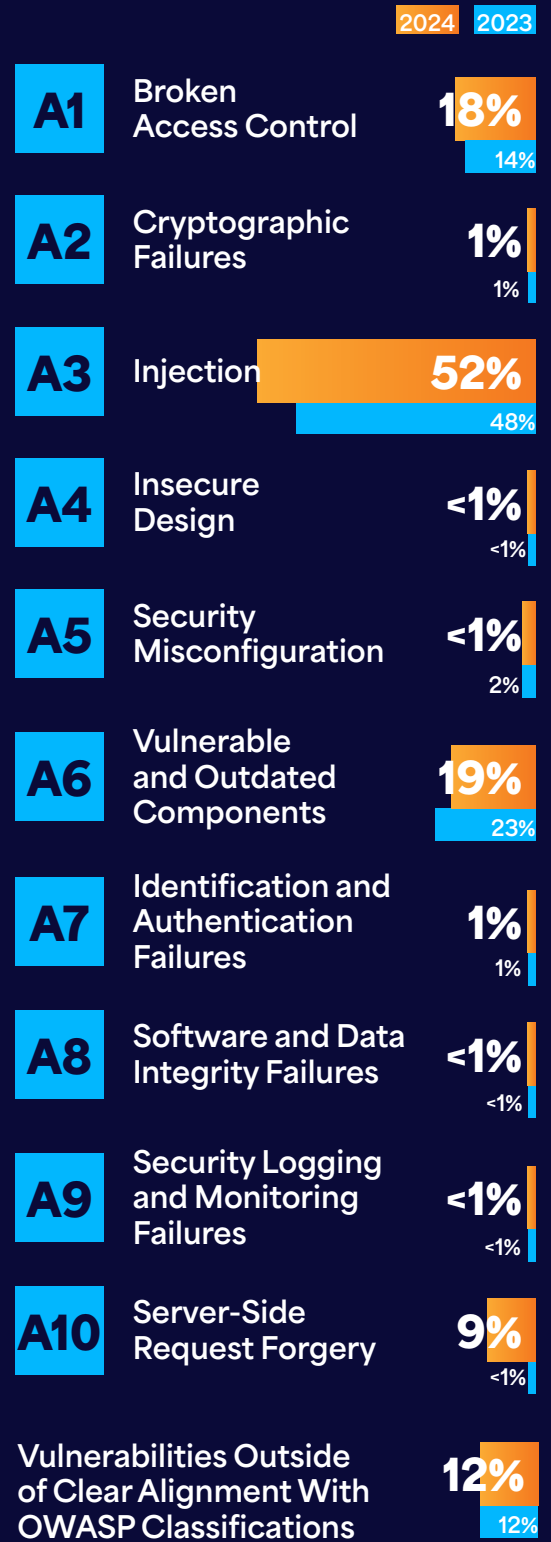 2024 2023
A1
Broken
Access Control
18%
14%
A2
Cryptographic
Failures
1%
1%
A3
Injection
52%
48%
A4
Insecure
Design
<1%
<1%
A5
Security
Misconfiguration
<1%
2%
A6
Vulnerable
and Outdated
Components
19%
23%
A7
Identification and
Authentication
Failures
1%
1%
A8
Software and Data
Integrity Failures
<1%
<1%
A9
Security Logging
and Monitoring
Failures
<1%
<1%
A10
Server-Side
Request Forgery
9%
<1%
Vulnerabilities Outside
of Clear Alignment With
OWASP Classifications
12%
12%